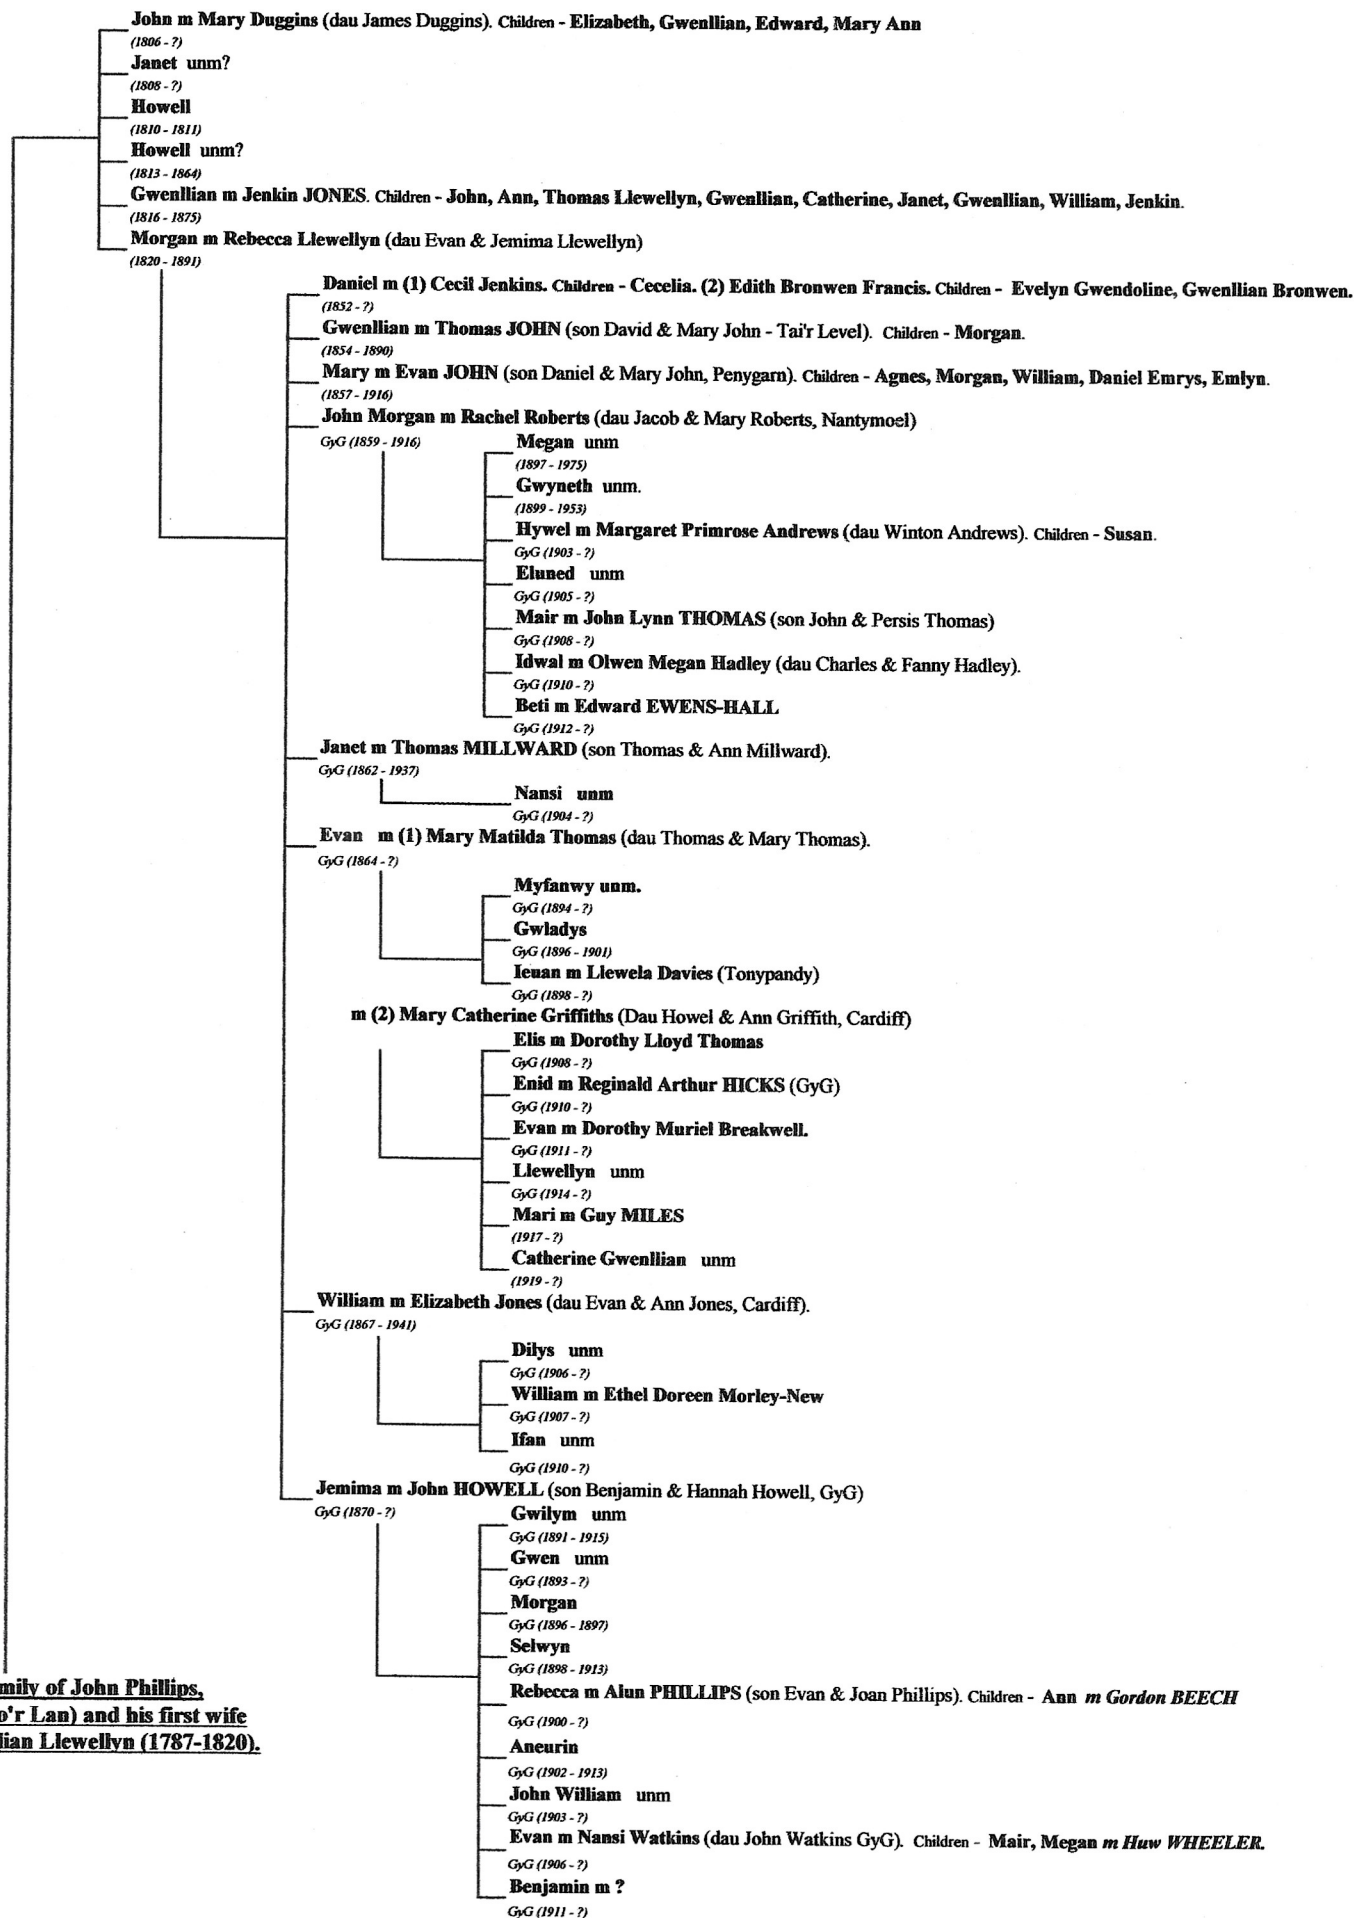 John m Mary Duggins (dau James Duggins). Children - Elizabeth, Gwenllian, Edward, Mary Ann
(1806 - ?)
Janet unm?
(1808 - ?)
Howell
(1810 - 1811)
Howell unm?
(1813 - 1864)
Gwenllian m Jenkin JONES. Children - John, Ann, Thomas Llewellyn, Gwenllian, Catherine, Janet, Gwenllian, William, Jenkin.
(1816 - 1875)
Morgan m Rebecca Llewellyn (dau Evan & Jemima Llewellyn)
(1820 - 1891)
Daniel m (1) Cecil Jenkins. Children - Cecelia. (2) Edith Bronwen Francis. Children - Evelyn Gwendoline, Gwenllian Bronwen.
(1852 - ?)
Gwenllian m Thomas JOHN (son David & Mary John - Tai'r Level). Children - Morgan.
(1854 - 1890)
Mary m Evan JOHN (son Daniel & Mary John, Penygarn). Children - Agnes, Morgan, William, Daniel Emrys, Emlyn.
(1857 - 1916)
John Morgan m Rachel Roberts (dau Jacob & Mary Roberts, Nantymoel)
GyG (1859 - 1916)
Megan unm
(1897 - 1975)
Gwyneth unm.
(1899 - 1953)
Hywel m Margaret Primrose Andrews (dau Winton Andrews). Children - Susan.
GyG (1903 - ?)
Eluned unm
GyG (1905 - ?)
Mair m John Lynn THOMAS (son John & Persis Thomas)
GyG (1908 - ?)
Idwal m Olwen Megan Hadley (dau Charles & Fanny Hadley).
GyG (1910 - ?)
Beti m Edward EWENS-HALL
GyG (1912 - ?)
Janet m Thomas MILLWARD (son Thomas & Ann Millward).
GyG (1862 - 1937)
Nansi unm
GyG (1904 - ?)
Evan m (1) Mary Matilda Thomas (dau Thomas & Mary Thomas).
GyG (1864 - ?)
Myfanwy unm.
GyG (1894 - ?)
Gwladys
GyG (1896 - 1901)
Ieuan m Llewela Davies (Tonypandy)
GyG (1898 - ?)
m (2) Mary Catherine Griffiths (Dau Howel & Ann Griffith, Cardiff)
Elis m Dorothy Lloyd Thomas
GyG (1908 - ?)
Enid m Reginald Arthur HICKS (GyG)
GyG (1910 - ?)
Evan m Dorothy Muriel Breakwell.
GyG (1911 - ?)
Llewellyn unm
GyG (1914 - ?)
Mari m Guy MILES
(1917 - ?)
Catherine Gwenllian unm
(1919 - ?)
William m Elizabeth Jones (dau Evan & Ann Jones, Cardiff).
GyG (1867 - 1941)
Dilys unm
GyG (1906 - ?)
William m Ethel Doreen Morley-New
GyG (1907 - ?)
Ifan unm
GyG (1910 - ?)
Jemima m John HOWELL (son Benjamin & Hannah Howell, GyG)
GyG (1870 - ?)
Gwilym unm
GyG (1891 - 1915)
Gwen unm
GyG (1893 - ?)
Morgan
GyG (1896 - 1897)
Selwyn
GyG (1898 - 1913)
Rebecca m Alun PHILLIPS (son Evan & Joan Phillips). Children - Ann m Gordon BEECH
GyG (1900 - ?)
Aneurin
GyG (1902 - 1913)
John William unm
GyG (1903 - ?)
Evan m Nansi Watkins (dau John Watkins GyG). Children - Mair, Megan m Huw WHEELER.
GyG (1906 - ?)
Benjamin m ?
GyG (1911 - ?)
mily of John Phillips,
o'r Lan) and his first wife
lian Llewellyn (1787-1820).